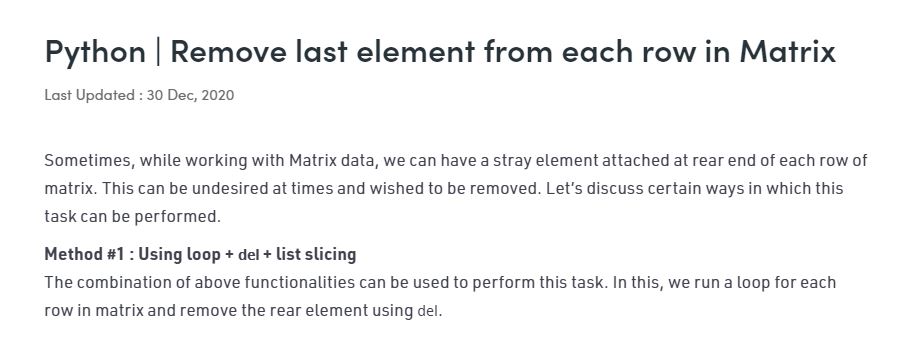 Python | Remove last element from each row in Matrix
Last Updated : 30 Dec, 2020
Sometimes, while working with Matrix data, we can have a stray element attached at rear end of each row of
matrix. This can be undesired at times and wished to be removed. Let’s discuss certain ways in which this
task can be performed.
Method #1 : Using loop + del + list slicing
The combination of above functionalities can be used to perform this task. In this, we run a loop for each
row in matrix and remove the rear element using del.